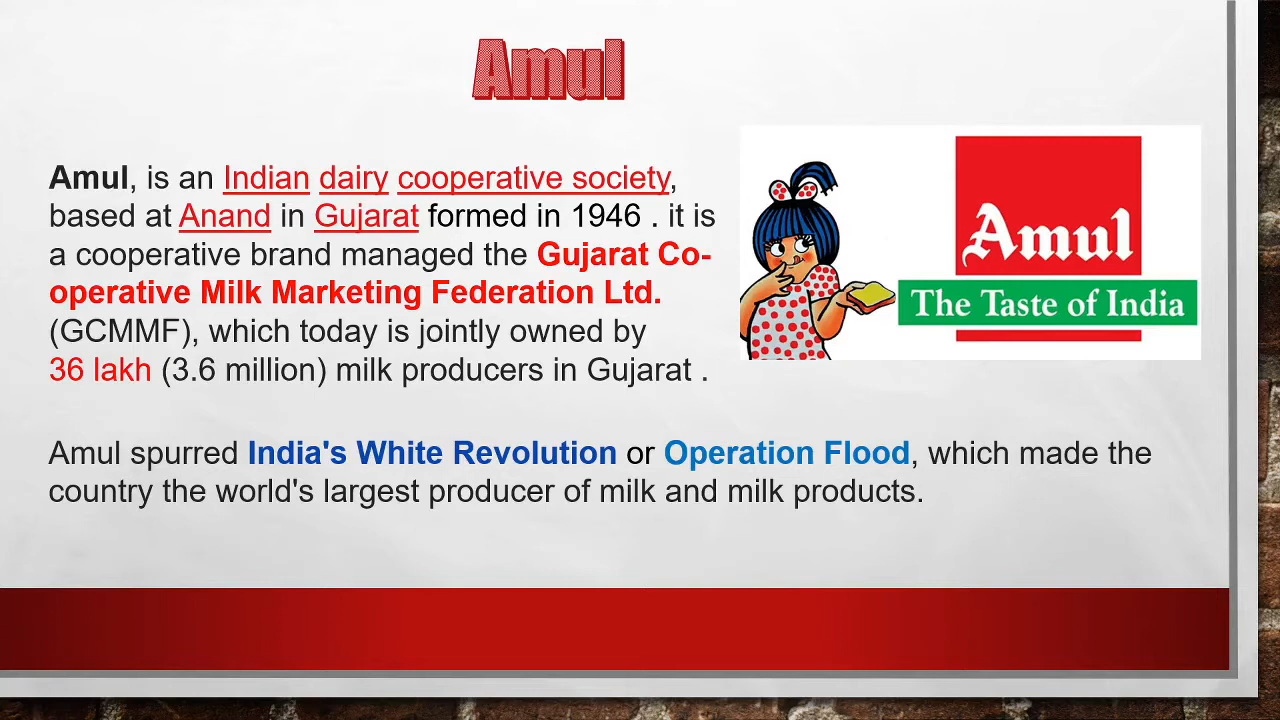 Amul
Amul, is an Indian dairy cooperative society,
based at Anand in Gujarat formed in 1946 . it is
a cooperative brand managed the Gujarat Co-
operative Milk Marketing Federation Ltd.
(GCMMF), which today is jointly owned by
36 lakh (3.6 million) milk producers in Gujarat .
Amul
The Taste of India
Amul spurred India's White Revolution or Operation Flood, which made the
country the world's largest producer of milk and milk products.